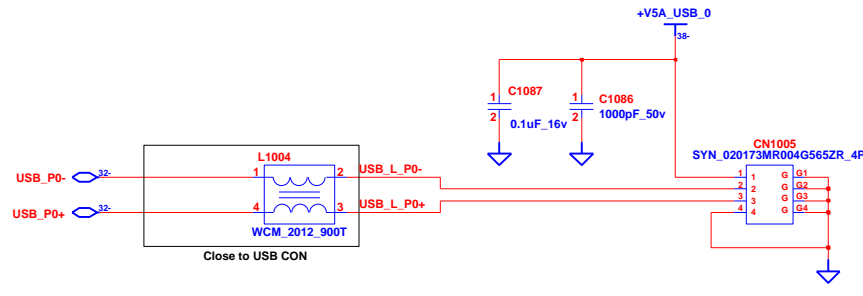 +V5A_USB_0
38-
1
C1087
2
0.1uF_16v
1
C1086
2
1000pF_50v
CN1005
SYN_020173MR004G565ZR_4P
L1004
USB_P0-
32-
1
2
USB_L_P0-
USB_P0+
32-
4
3
USB_L_P0+
WCM_2012_900T
Close to USB CON
1 1 G G1
2 2 G G2
3 3 G G3
4 4 G G4